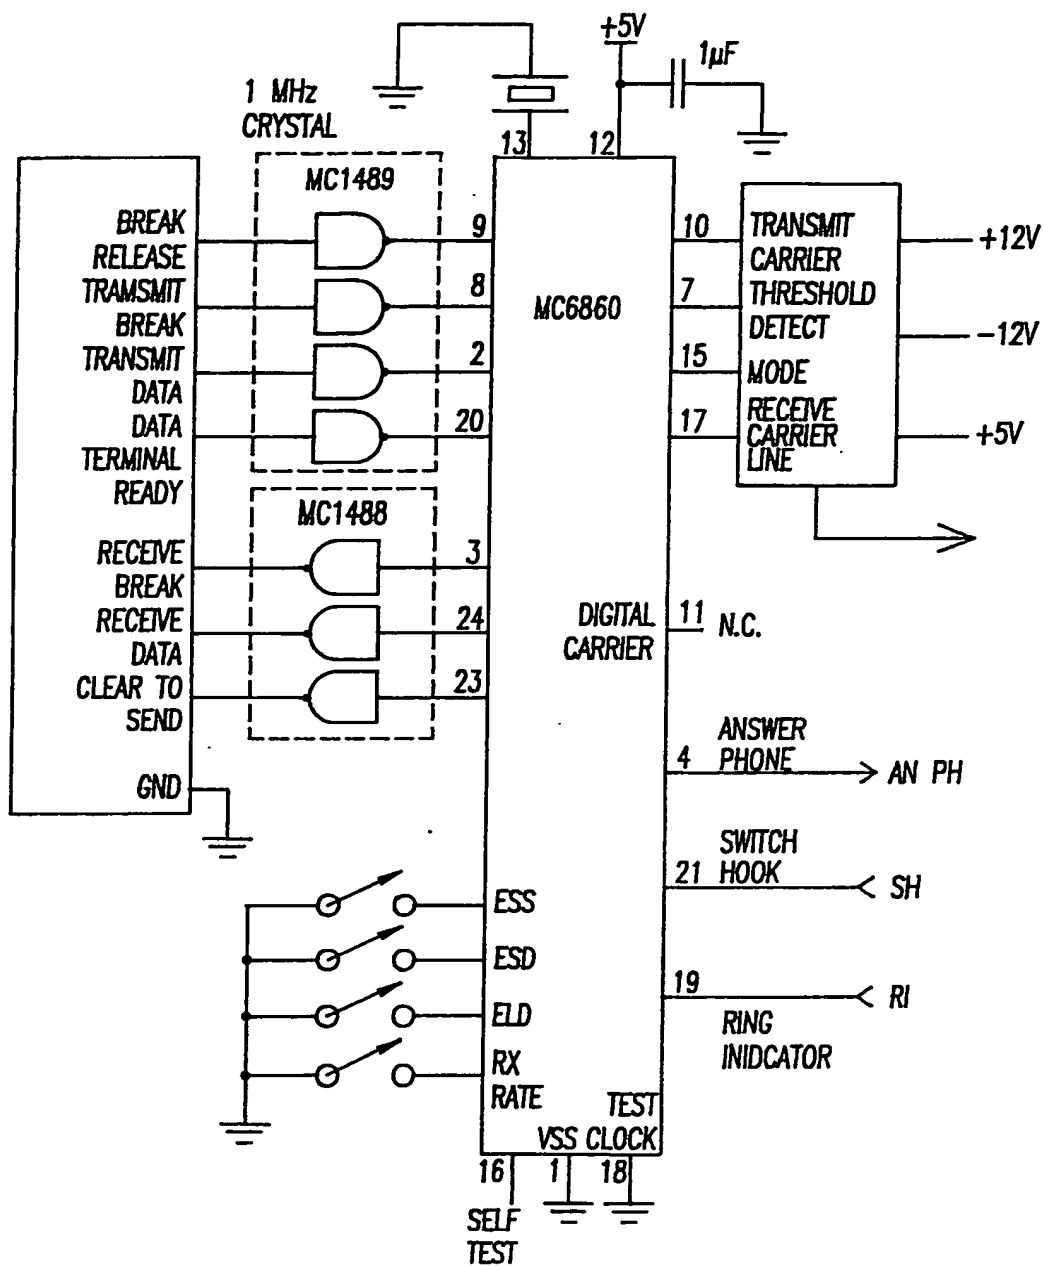 +5V
1µF
1 MHz
CRYSTAL
13
12
MC1489
BREAK
RELEASE
TRAMSMIT
BREAK
TRANSMIT
DATA
DATA
TERMINAL
READY
9
8
2
20
MC6860
10
7
15
17
TRANSMIT
CARRIER
THRESHOLD
DETECT
MODE
RECEIVE
CARRIER
LINE
+12V
-12V
+5V
MC1488
RECEIVE
BREAK
RECEIVE
DATA
CLEAR TO
SEND
GND
3
24
23
DIGITAL
CARRIER
11
N.C.
ANSWER
PHONE
4
AN PH
SWITCH
HOOK
21
SH
19
RI
RING
INIDCATOR
ESS
ESD
ELD
RX
RATE
TEST
VSS CLOCK
16
1
18
SELF
TEST